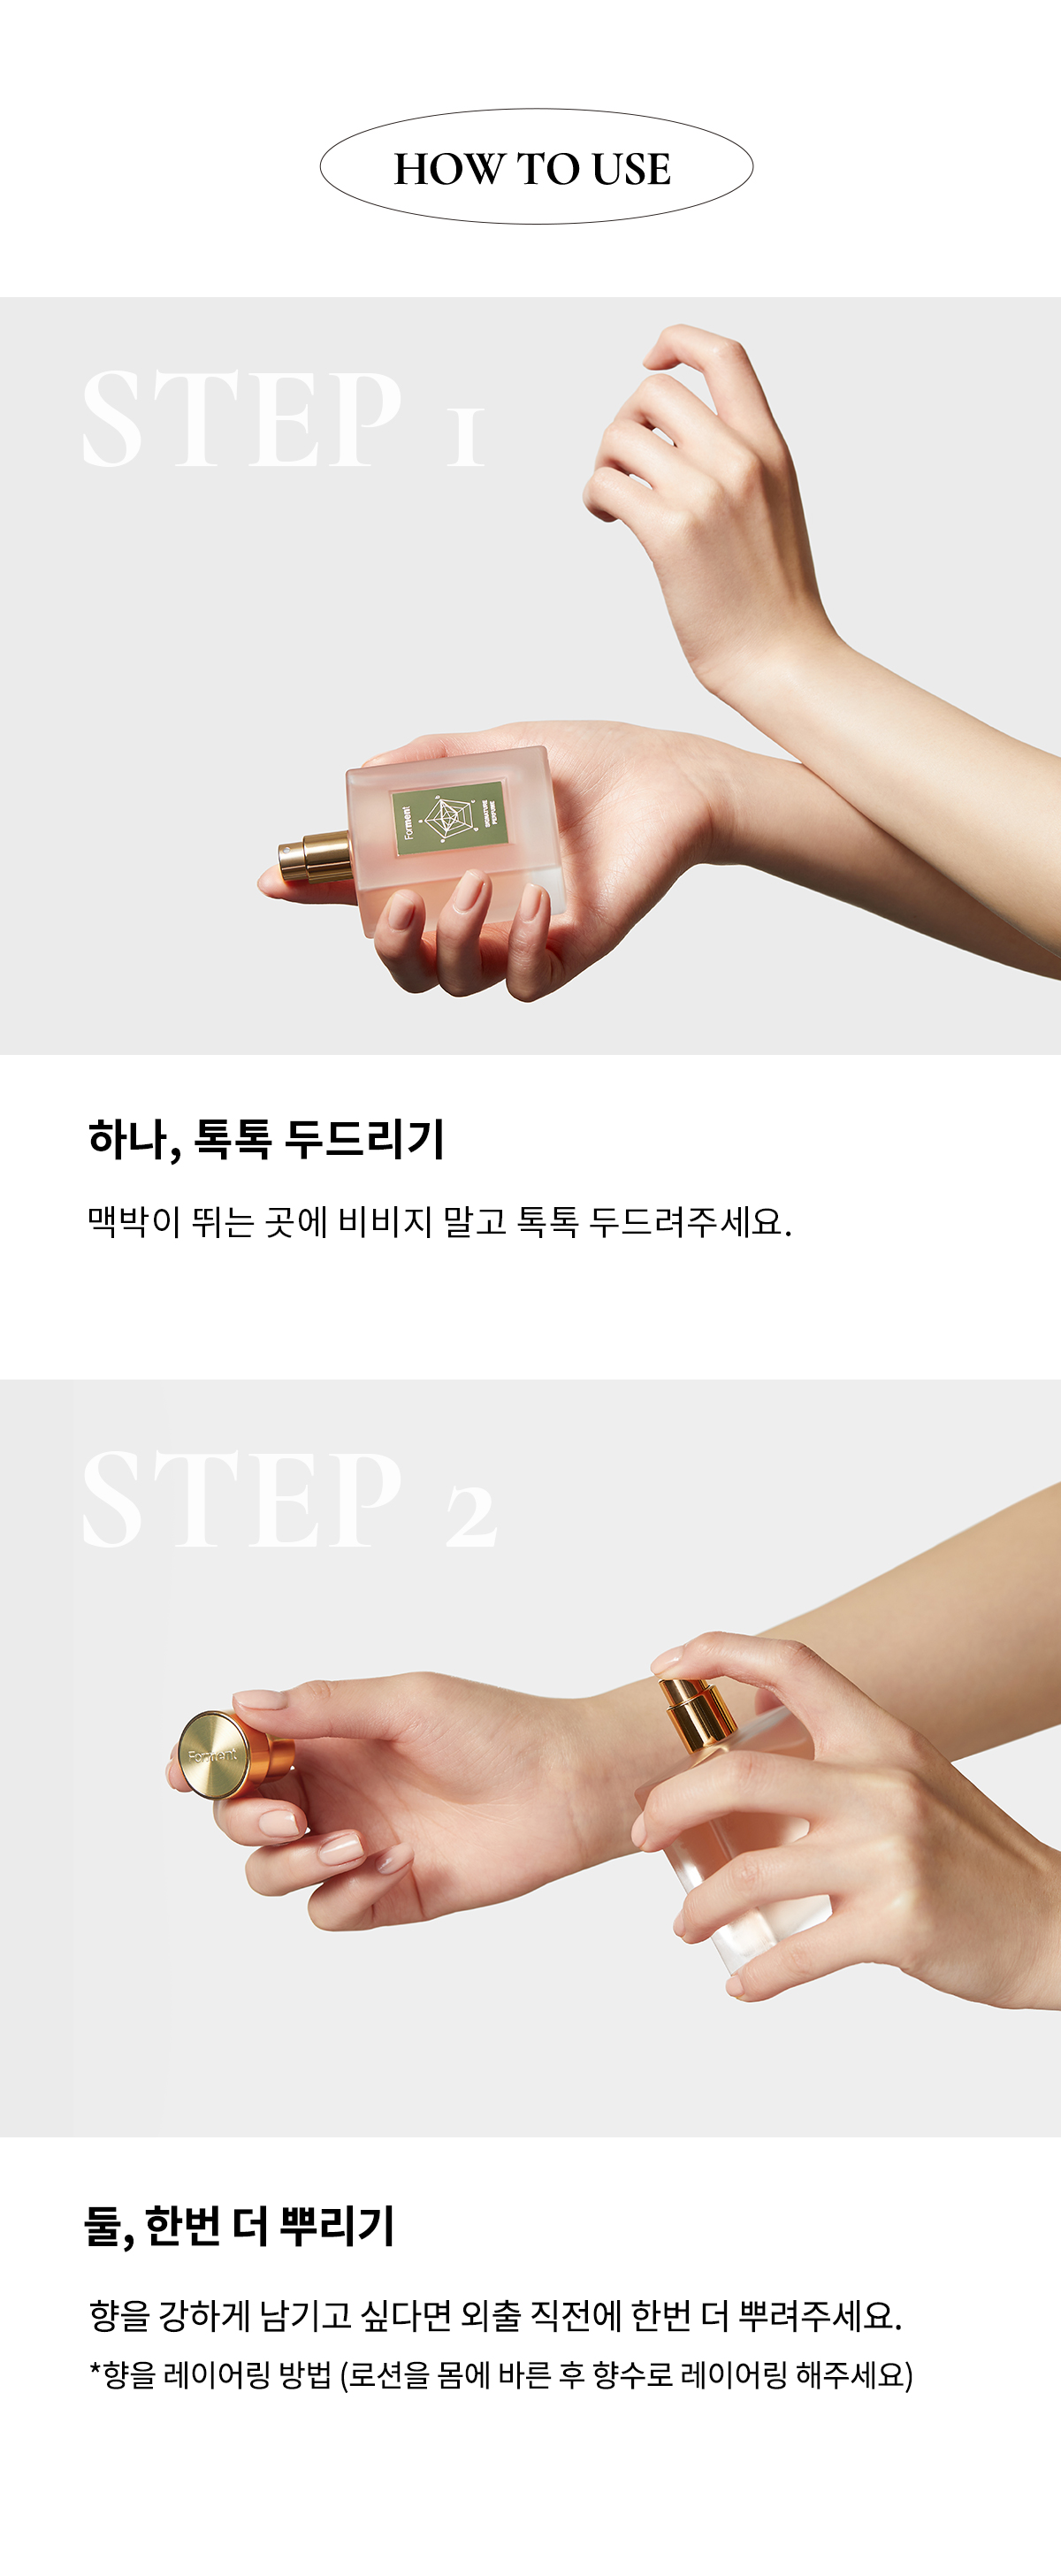 HOW TO USE
STEP 1
Forment
SIGNATURE
PERFUME
하나, 톡톡 두드리기
맥박이 뛰는 곳에 비비지 말고 톡톡 두드려주세요.
STEP 2
Forment
둘, 한번 더 뿌리기
향을 강하게 남기고 싶다면 외출 직전에 한번 더 뿌려주세요.
*향을 레이어링 방법 (로션을 몸에 바른 후 향수로 레이어링 해주세요)